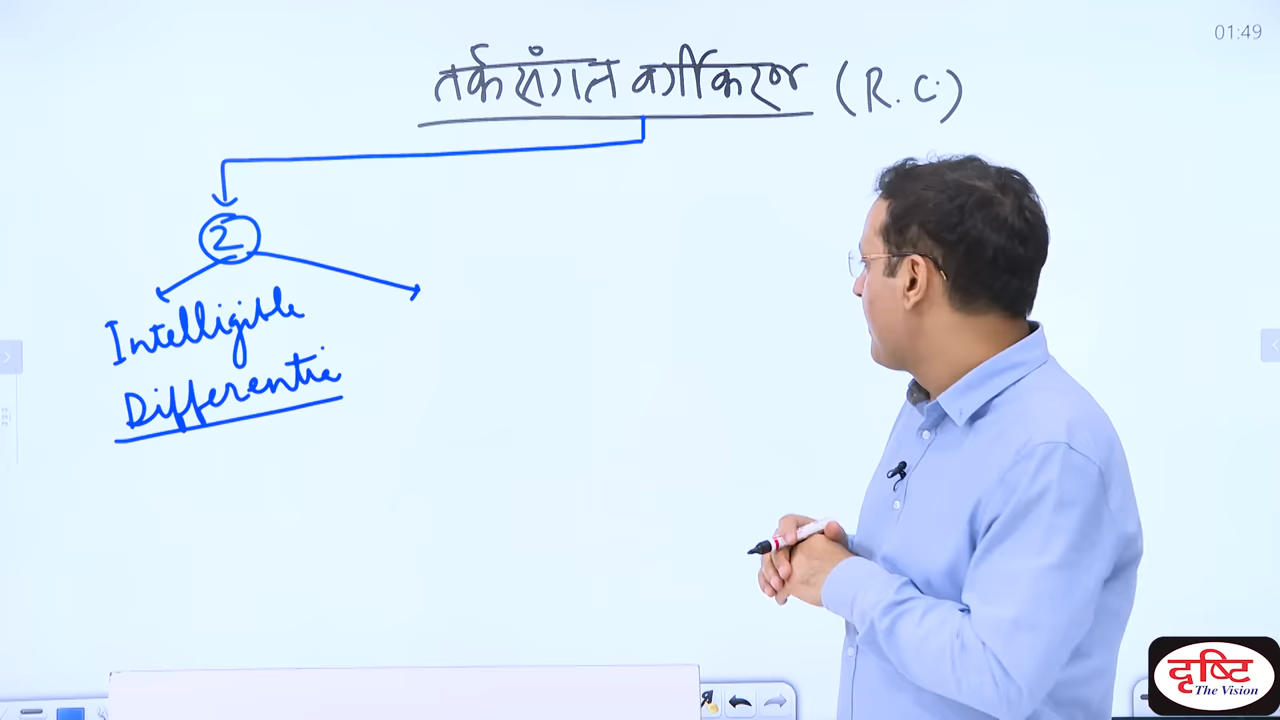 01:49
तर्कसंगत वर्गीकरण (R.C.)
2
Intelligible
Differentia
दृष्टि
The Vision